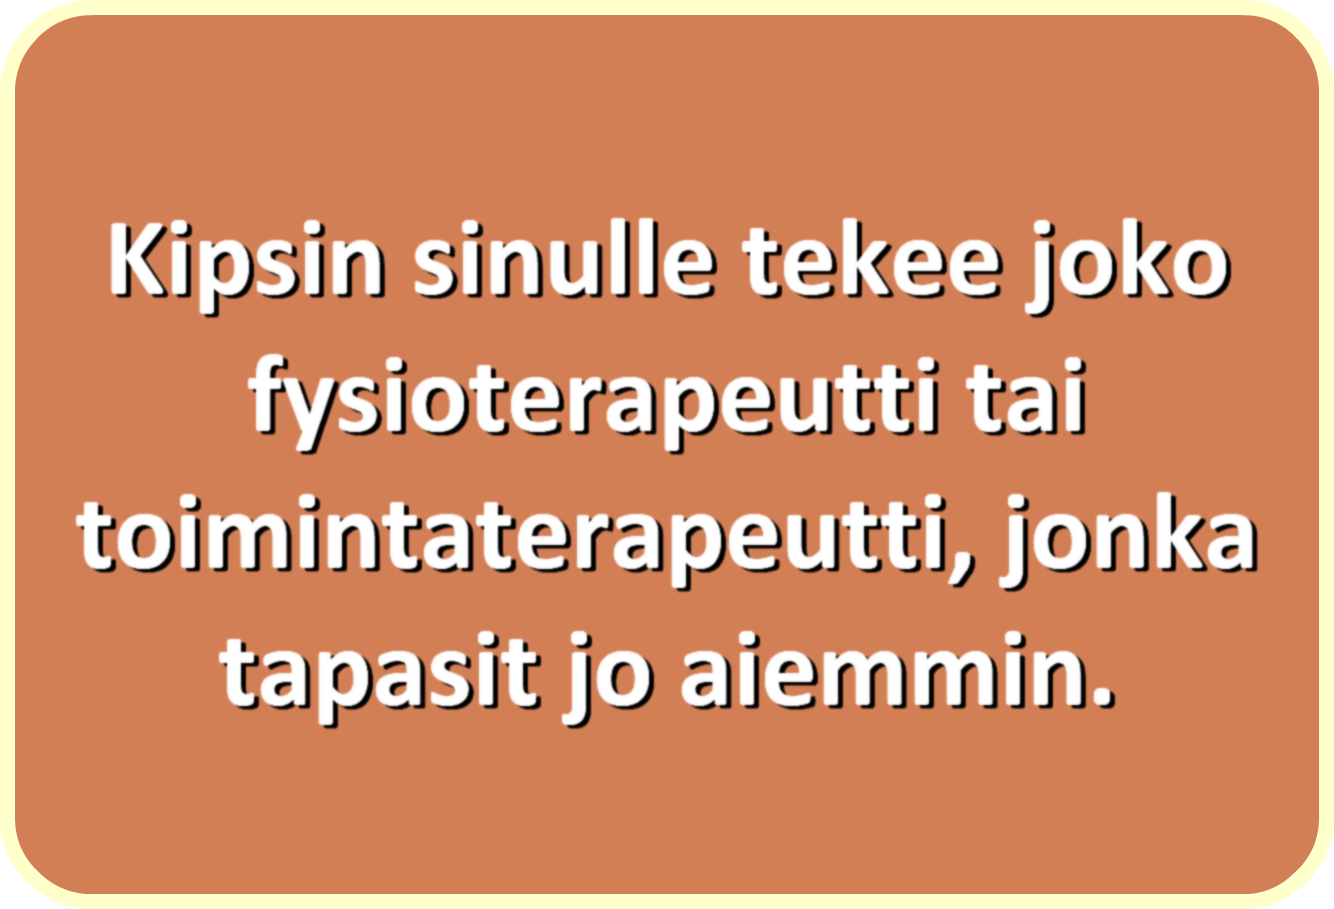 Kipsin sinulle tekee joko
fysioterapeutti tai
toimintaterapeutti, jonka
tapasit jo aiemmin.